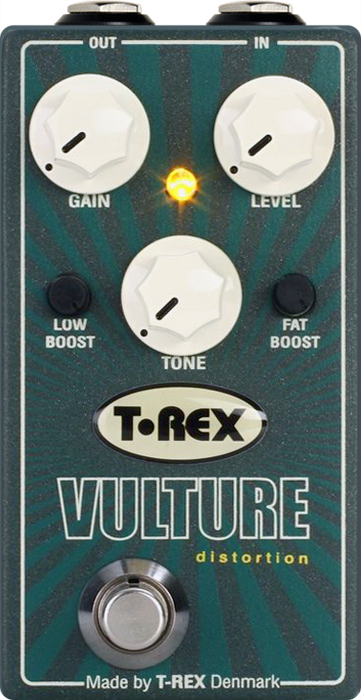 OUT IN
GAIN LEVEL
LOW
BOOST
FAT
BOOST
TONE
T•REX
VULTURE
distortion
Made by T-REX Denmark